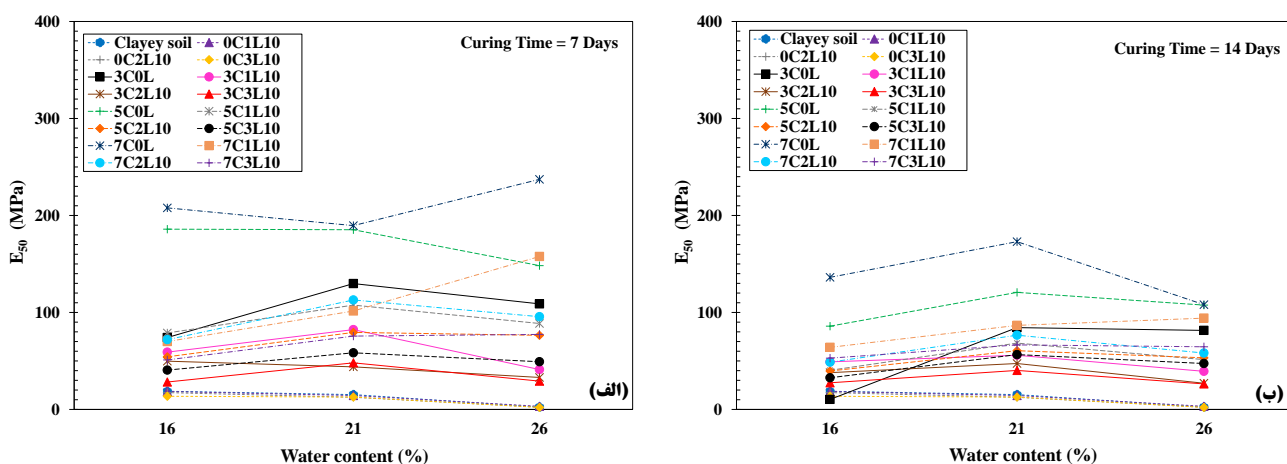 400
300
200
100
0
E50 (MPa)
Curing Time = 7 Days
Clayey soil 0C1L10
0C2L10 0C3L10
3C0L 3C1L10
3C2L10 3C3L10
5C0L 5C1L10
5C2L10 5C3L10
7C0L 7C1L10
7C2L10 7C3L10
(الف)
16 21 26
Water content (%)
400
300
200
100
0
E50 (MPa)
Curing Time = 14 Days
Clayey soil 0C1L10
0C2L10 0C3L10
3C0L 3C1L10
3C2L10 3C3L10
5C0L 5C1L10
5C2L10 5C3L10
7C0L 7C1L10
7C2L10 7C3L10
(ب)
16 21 26
Water content (%)